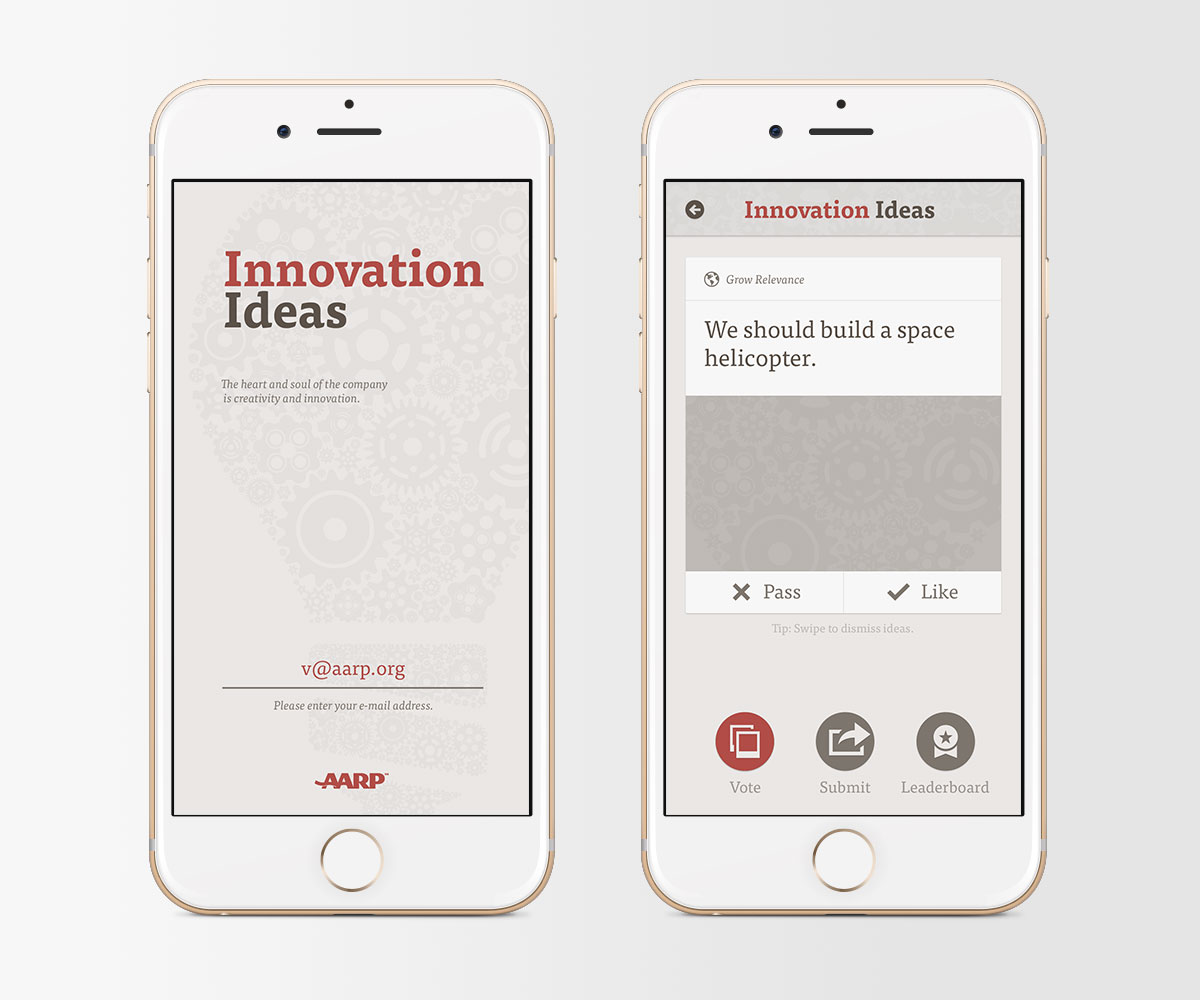 Innovation
Ideas
The heart and soul of the company
is creativity and innovation.
v@aarp.org
Please enter your e-mail address.
AARP™
Innovation Ideas
Grow Relevance
We should build a space
helicopter.
Pass
Like
Tip: Swipe to dismiss ideas.
Vote
Submit
Leaderboard